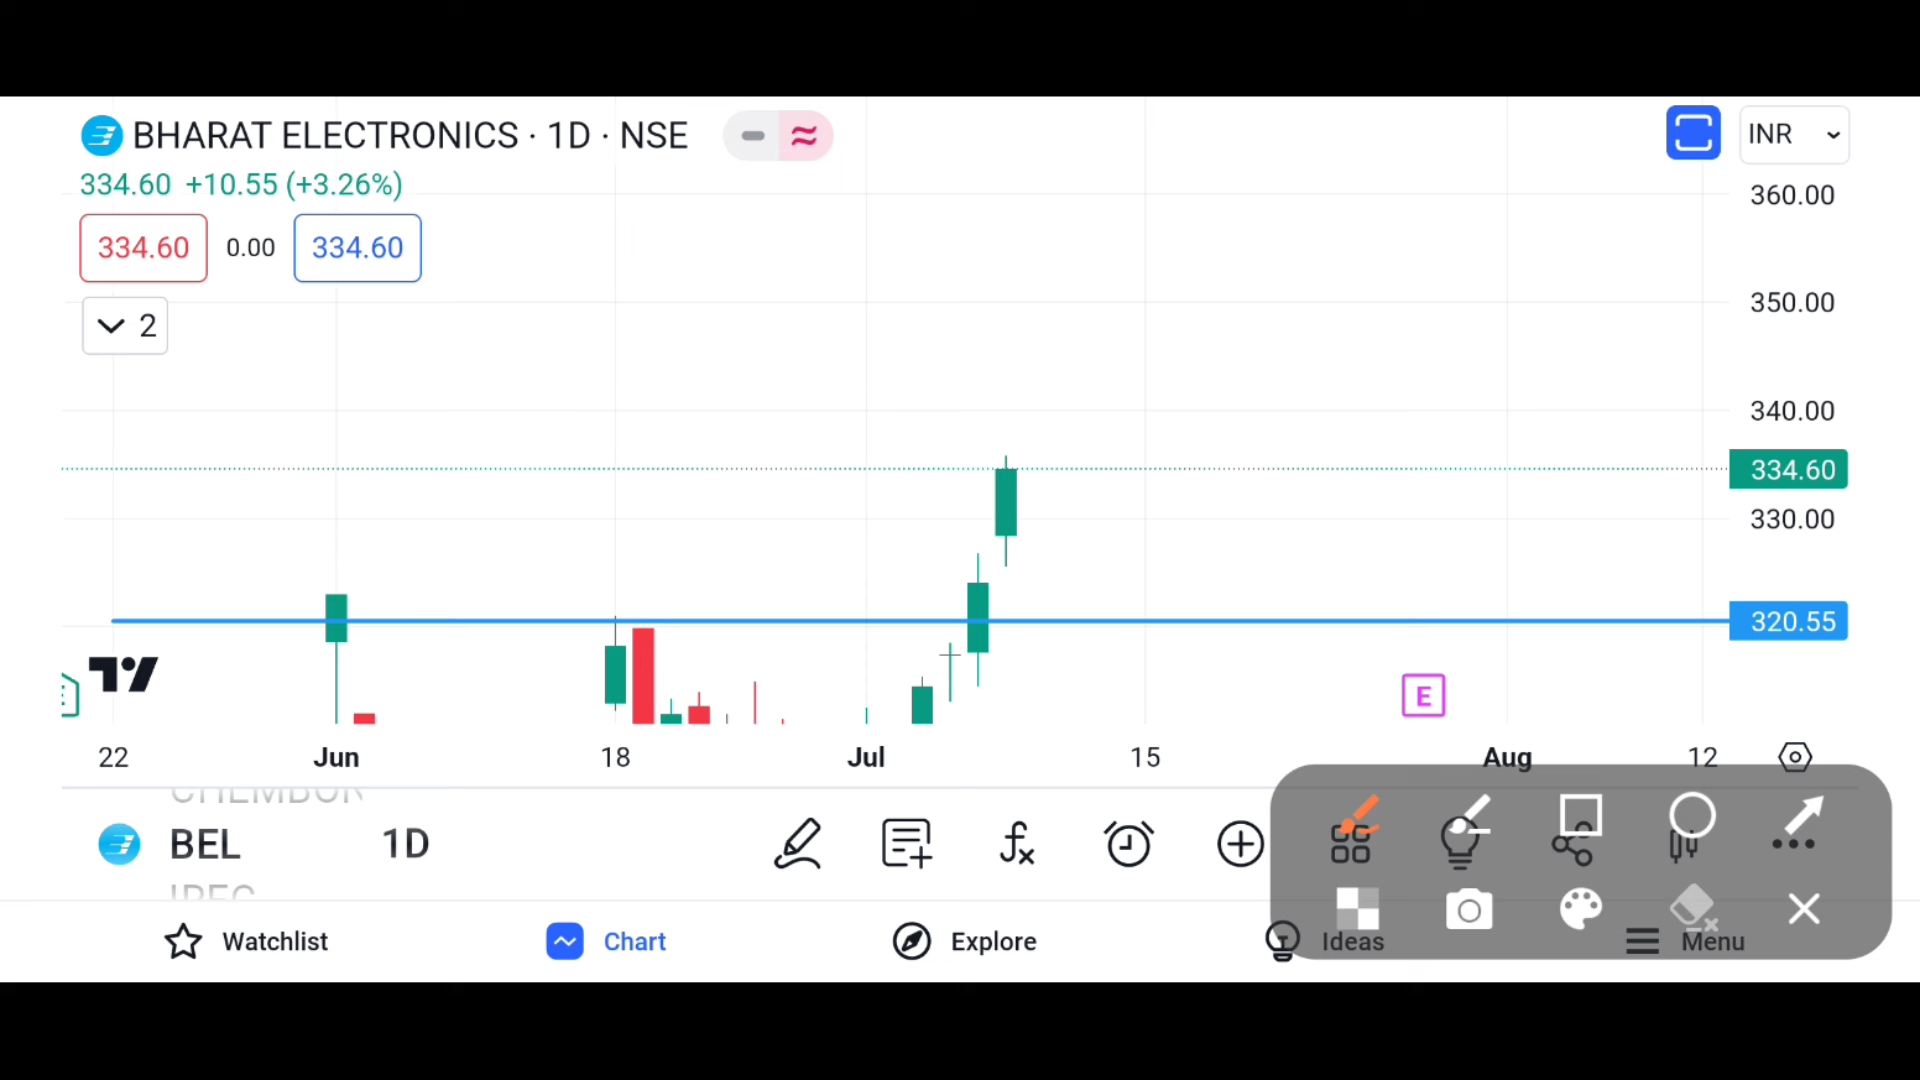 BHARAT ELECTRONICS · 1D · NSE
INR
334.60 +10.55 (+3.26%)
334.60 0.00 334.60
2
360.00
350.00
340.00
334.60
330.00
320.55
E
22 Jun 18 Jul 15 Aug 12
BEL 1D
Watchlist Chart Explore Ideas Menu